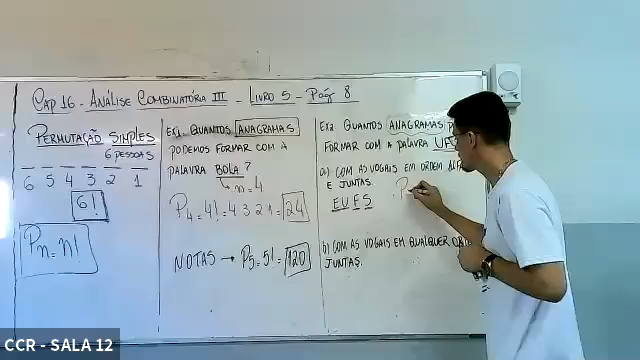 CAP 16 - ANÁLISE COMBINATÓRIA III - LIVRO 5 - PÁG 8
PERMUTAÇÃO SIMPLES
6 PESSOAS
6 5 4 3 2 1
6!
Pn = n!
EX1. QUANTOS ANAGRAMAS
PODEMOS FORMAR COM A
PALAVRA BOLA?
n = 4
P4 = 4! = 4 3 2 1 = 24
NOTAS → P5 = 5! = 120
EX2. QUANTOS ANAGRAMAS
FORMAR COM A PALAVRA
a) COM AS VOGAIS EM ORDEM
E JUNTAS.
E U F S
P
b) COM AS VOGAIS EM QUALQUER
JUNTAS.
CCR - SALA 12